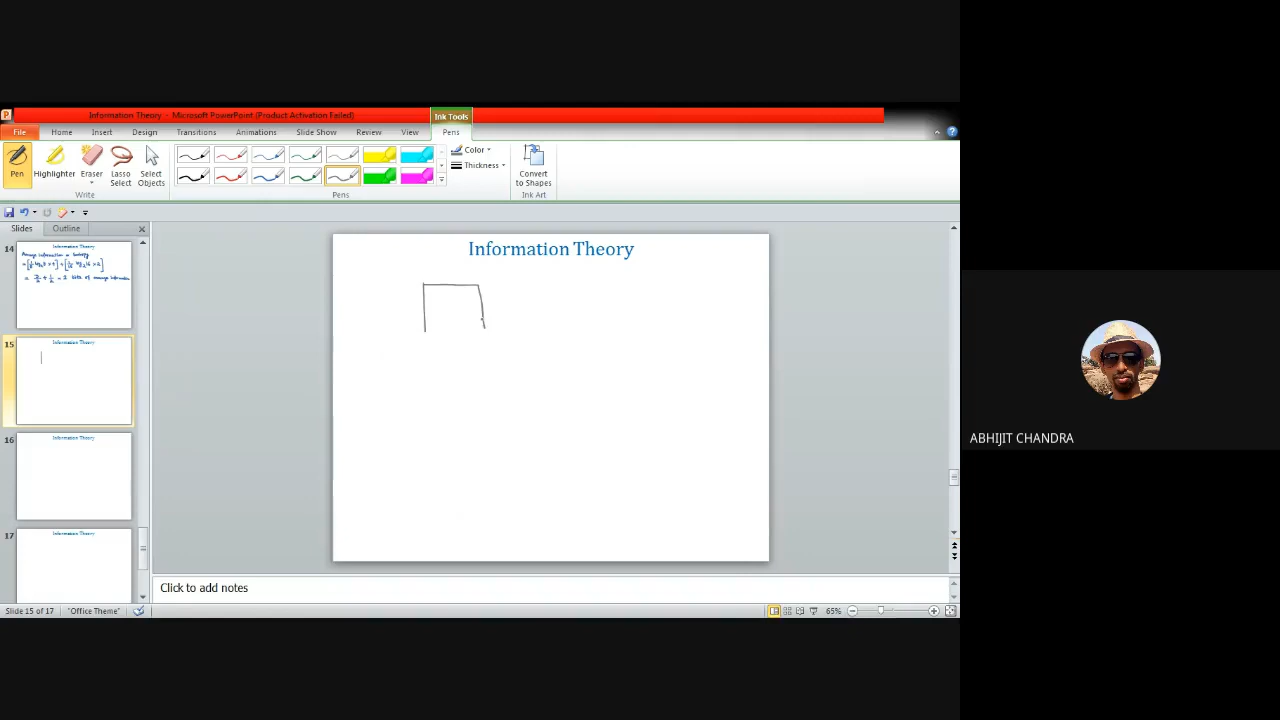 Information Theory - Microsoft PowerPoint (Product Activation Failed)
Ink Tools
File Home Insert Design Transitions Animations Slide Show Review View Pens
Pen Highlighter Eraser Lasso Select Select Objects
Color
Thickness
Convert to Shapes
Write Pens Ink Art
Slides Outline
14
Information Theory
15
Information Theory
16
Information Theory
17
Information Theory
Information Theory
Click to add notes
Slide 15 of 17 "Office Theme" 65%
ABHIJIT CHANDRA